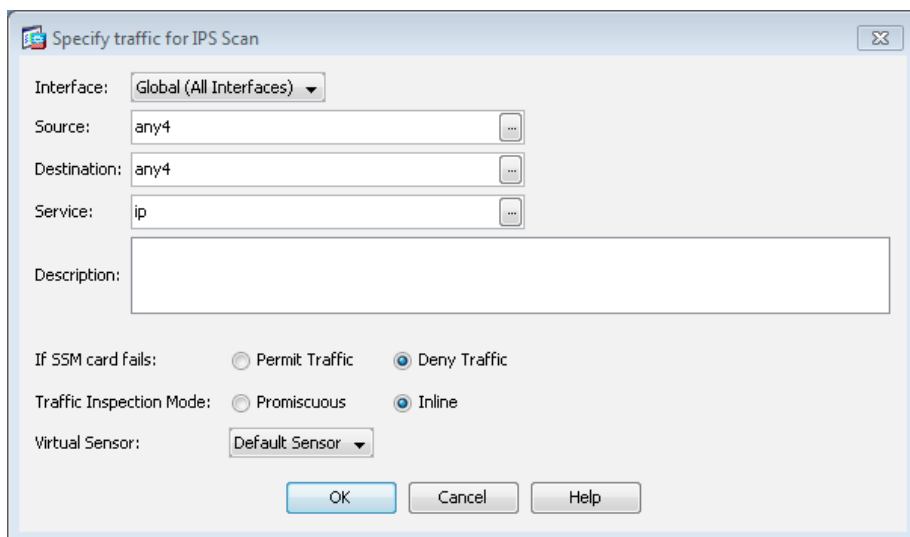 Specify traffic for IPS Scan
Interface: Global (All Interfaces)
Source: any4 ...
Destination: any4 ...
Service: ip ...
Description:
If SSM card fails: Permit Traffic Deny Traffic
Traffic Inspection Mode: Promiscuous Inline
Virtual Sensor: Default Sensor
OK Cancel Help